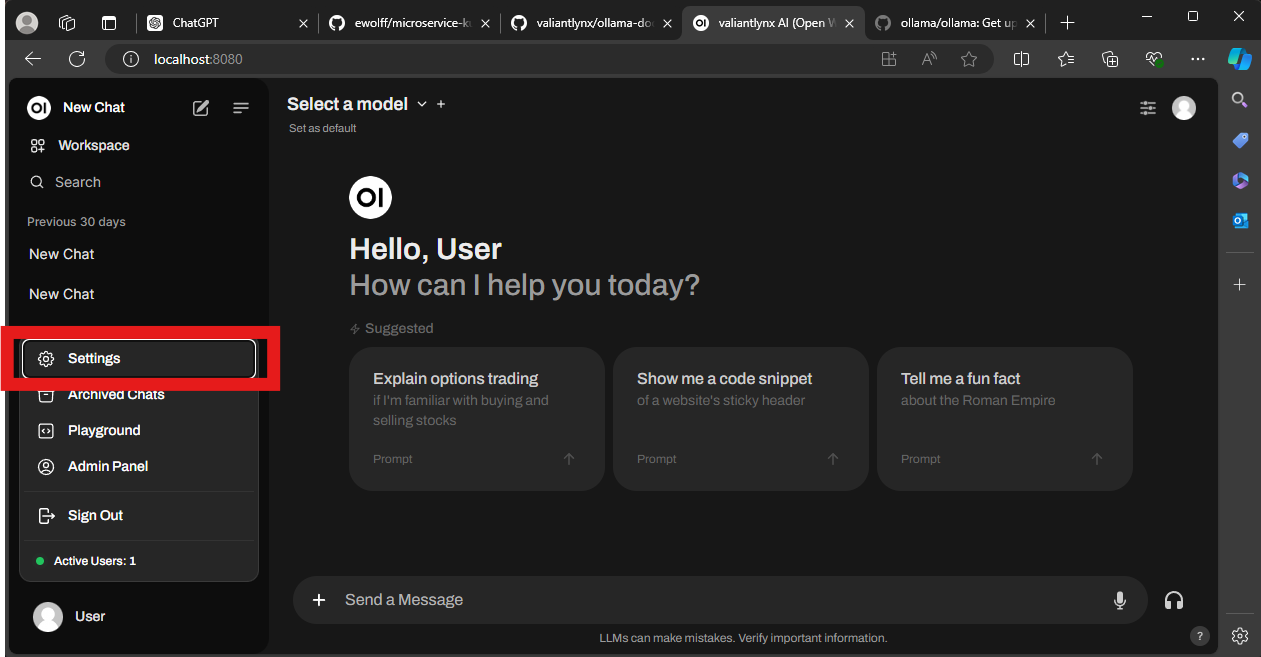 ChatGPT
ewolff/microservice-ku
valiantlynx/ollama-doc
valiantlynx AI (Open W
ollama/ollama: Get up
localhost:8080
OI
New Chat
Workspace
Search
Previous 30 days
New Chat
New Chat
Settings
Archived Chats
Playground
Admin Panel
Sign Out
Active Users: 1
User
Select a model
Set as default
OI
Hello, User
How can I help you today?
Suggested
Explain options trading
if I'm familiar with buying and
selling stocks
Prompt
Show me a code snippet
of a website's sticky header
Prompt
Tell me a fun fact
about the Roman Empire
Prompt
Send a Message
LLMs can make mistakes. Verify important information.
?